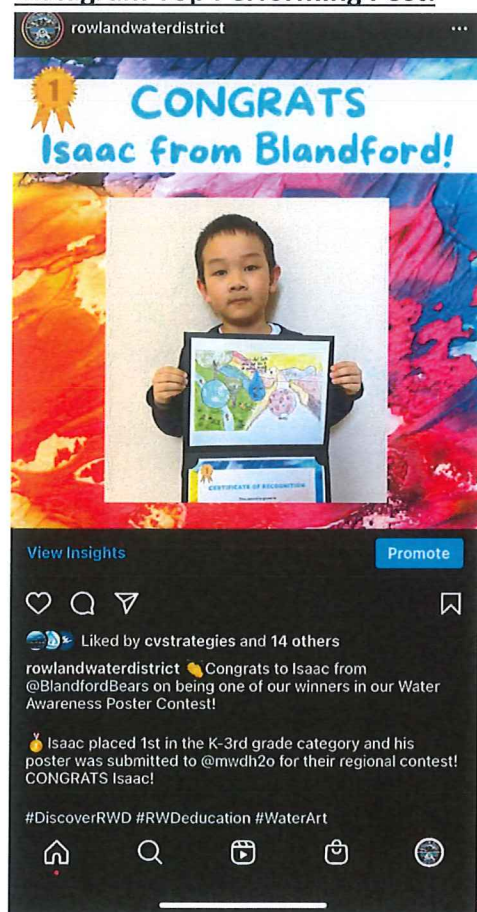 rowlandwaterdistrict
1
CONGRATS
Isaac from Blandford!
CERTIFICATE OF RECOGNITION
View Insights
Promote
Liked by cvstrategies and 14 others
rowlandwaterdistrict 👏Congrats to Isaac from
@BlandfordBears on being one of our winners in our Water
Awareness Poster Contest!
🏅Isaac placed 1st in the K-3rd grade category and his
poster was submitted to @mwdh2o for their regional contest!
CONGRATS Isaac!
#DiscoverRWD #RWDeducation #WaterArt